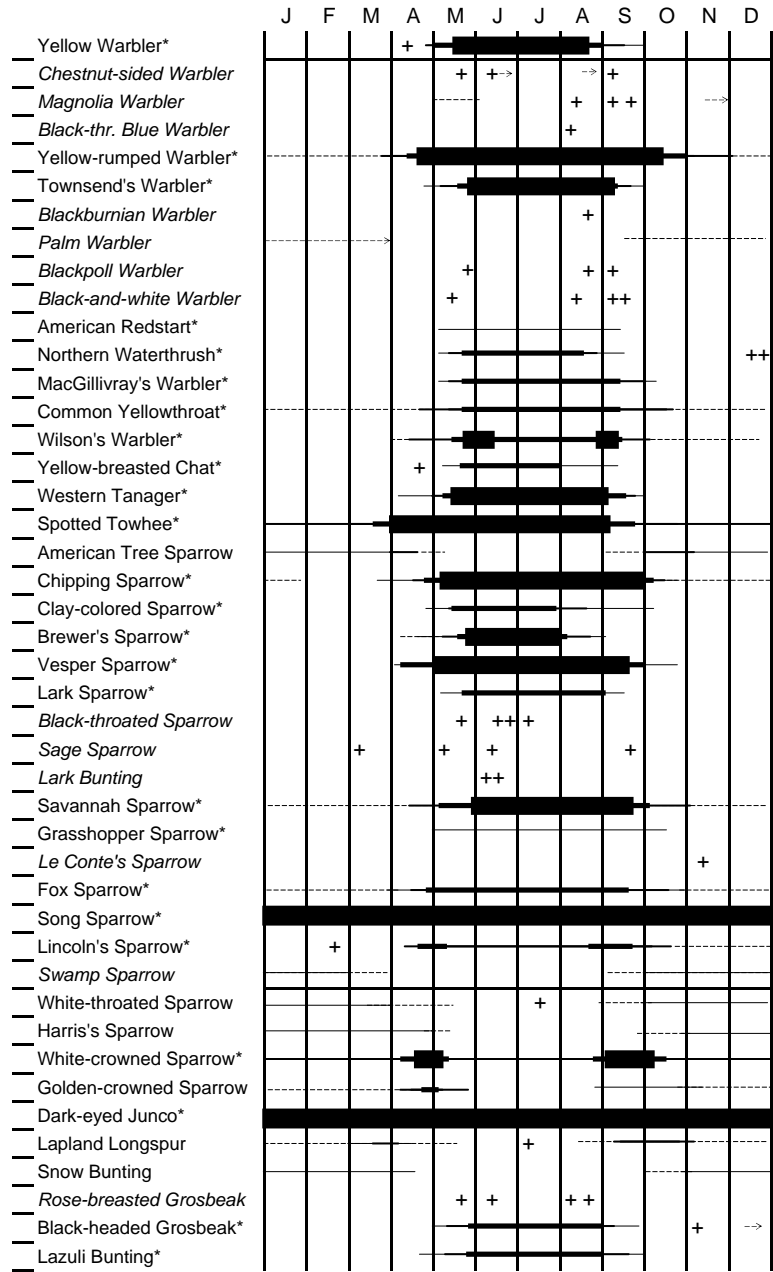 J F M A M J J A S O N D
Yellow Warbler*
Chestnut-sided Warbler
Magnolia Warbler
Black-thr. Blue Warbler
Yellow-rumped Warbler*
Townsend's Warbler*
Blackburnian Warbler
Palm Warbler
Blackpoll Warbler
Black-and-white Warbler
American Redstart*
Northern Waterthrush*
MacGillivray's Warbler*
Common Yellowthroat*
Wilson's Warbler*
Yellow-breasted Chat*
Western Tanager*
Spotted Towhee*
American Tree Sparrow
Chipping Sparrow*
Clay-colored Sparrow*
Brewer's Sparrow*
Vesper Sparrow*
Lark Sparrow*
Black-throated Sparrow
Sage Sparrow
Lark Bunting
Savannah Sparrow*
Grasshopper Sparrow*
Le Conte's Sparrow
Fox Sparrow*
Song Sparrow*
Lincoln's Sparrow*
Swamp Sparrow
White-throated Sparrow
Harris's Sparrow
White-crowned Sparrow*
Golden-crowned Sparrow
Dark-eyed Junco*
Lapland Longspur
Snow Bunting
Rose-breasted Grosbeak
Black-headed Grosbeak*
Lazuli Bunting*